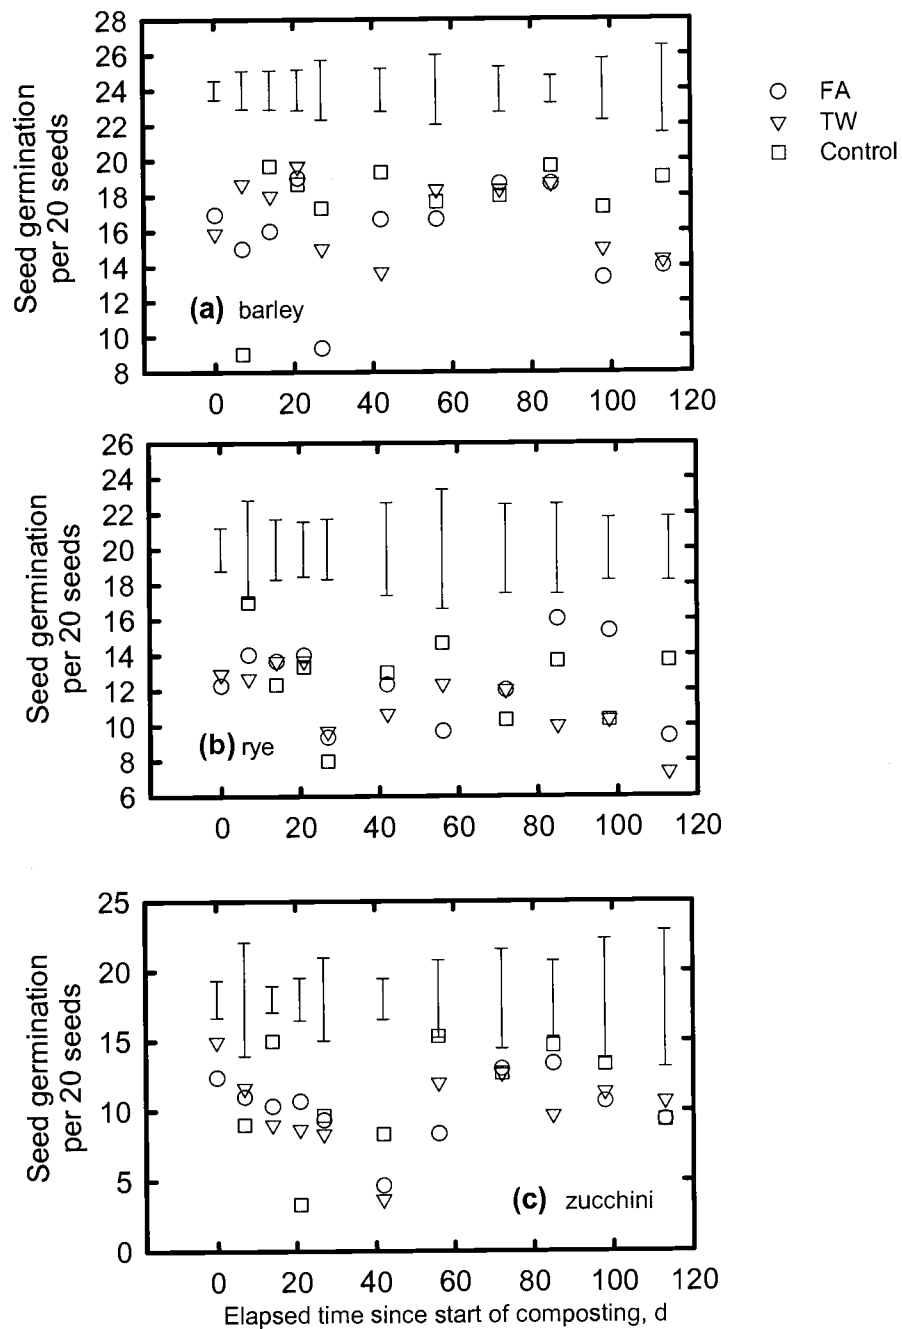 28
26
24
22
20
18
16
14
12
10
8
Seed germination
per 20 seeds
(a) barley
0 20 40 60 80 100 120
FA
TW
Control
26
24
22
20
18
16
14
12
10
8
6
Seed germination
per 20 seeds
(b) rye
0 20 40 60 80 100 120
25
20
15
10
5
0
Seed germination
per 20 seeds
(c) zucchini
0 20 40 60 80 100 120
Elapsed time since start of composting, d